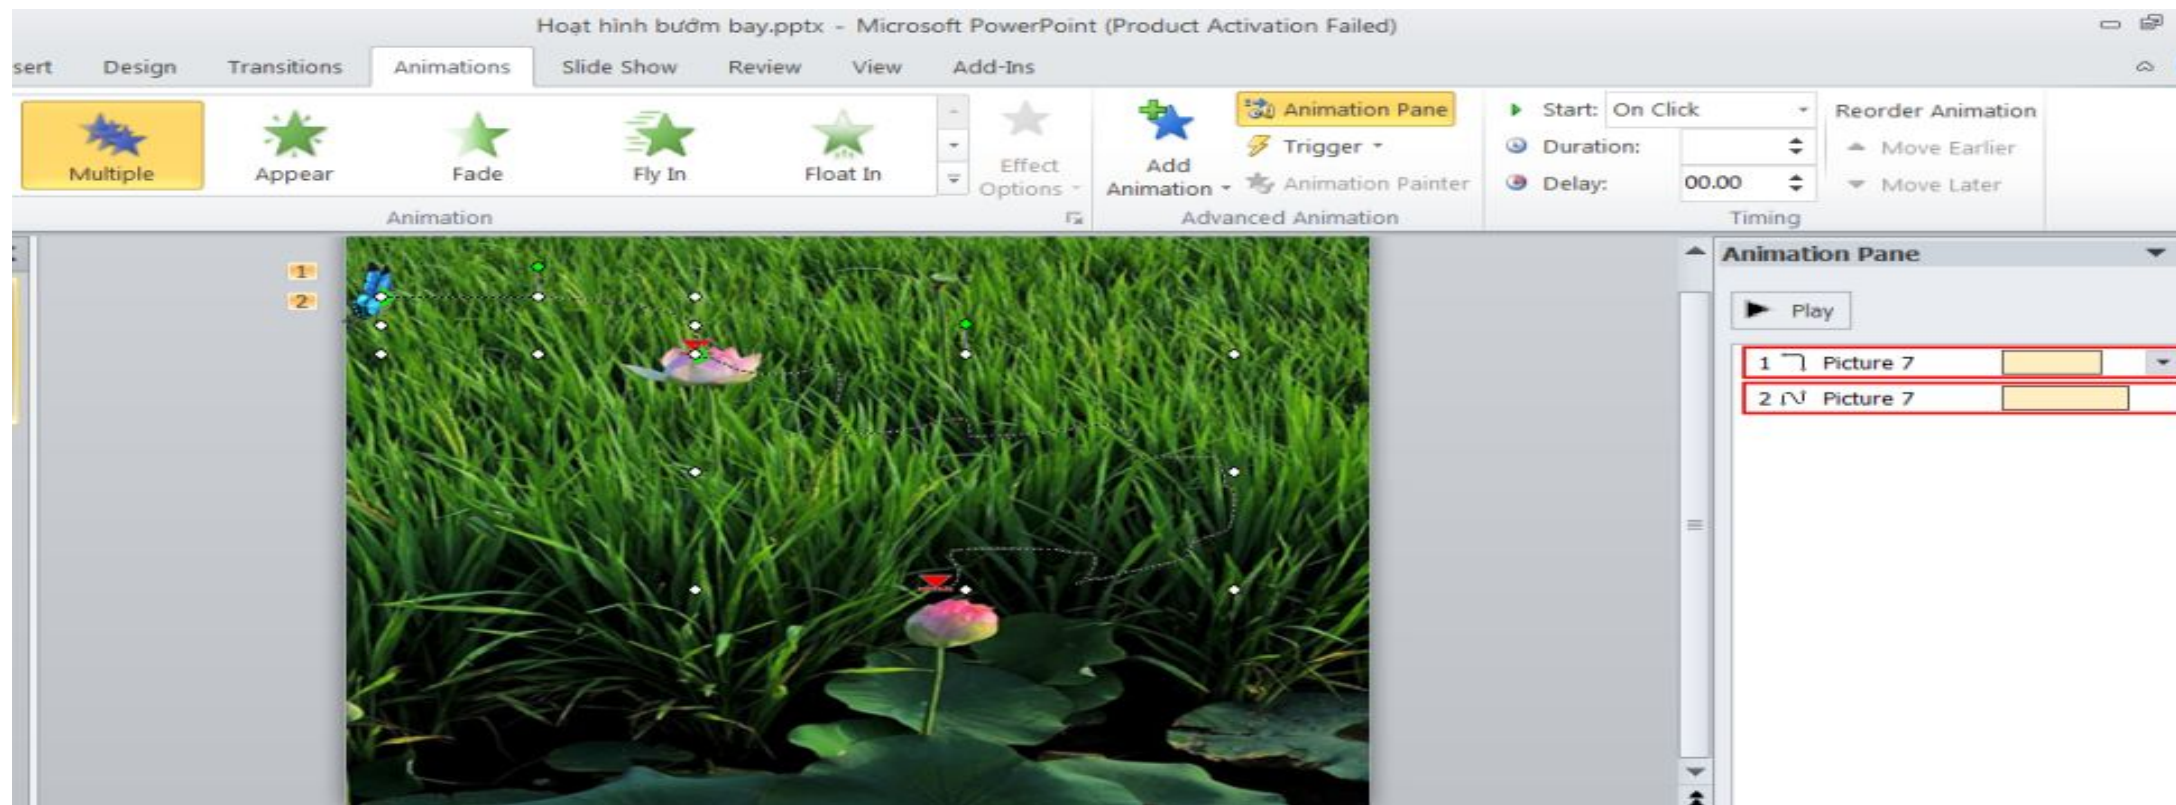 Hoạt hình bướm bay.pptx - Microsoft PowerPoint (Product Activation Failed)
sert Design Transitions Animations Slide Show Review View Add-Ins
Multiple Appear Fade Fly In Float In
Effect Options
Add Animation
Animation Pane
Trigger
Animation Painter
Start: On Click
Duration:
Delay: 00.00
Reorder Animation
Move Earlier
Move Later
Animation Advanced Animation Timing
1
2
Animation Pane
Play
1 Picture 7
2 Picture 7